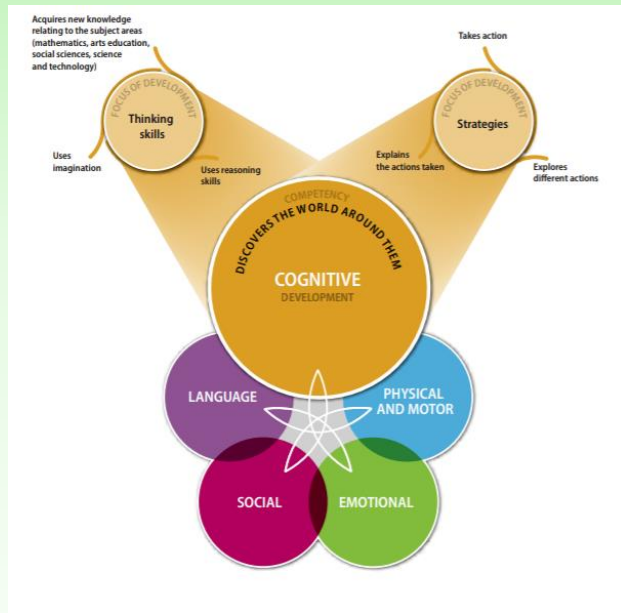 Acquires new knowledge
relating to the subject areas
(mathematics, arts education,
social sciences, science
and technology)
FOCUS OF DEVELOPMENT
Thinking
skills
Uses
imagination
Uses reasoning
skills
Takes action
FOCUS OF DEVELOPMENT
Strategies
Explains
the actions taken
Explores
different actions
COMPETENCY
DISCOVERS THE WORLD AROUND THEM
COGNITIVE
DEVELOPMENT
LANGUAGE
PHYSICAL
AND MOTOR
SOCIAL
EMOTIONAL